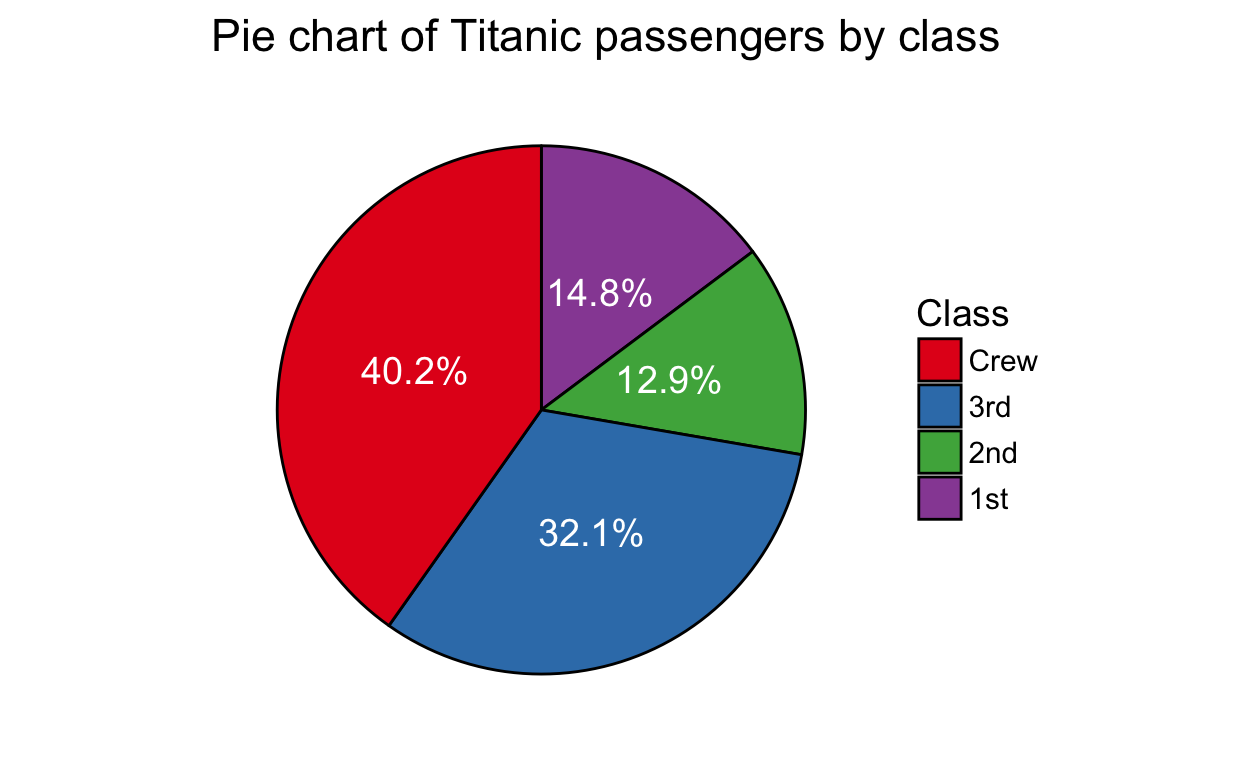 Pie chart of Titanic passengers by class
14.8%
40.2%
12.9%
32.1%
Class
Crew
3rd
2nd
1st